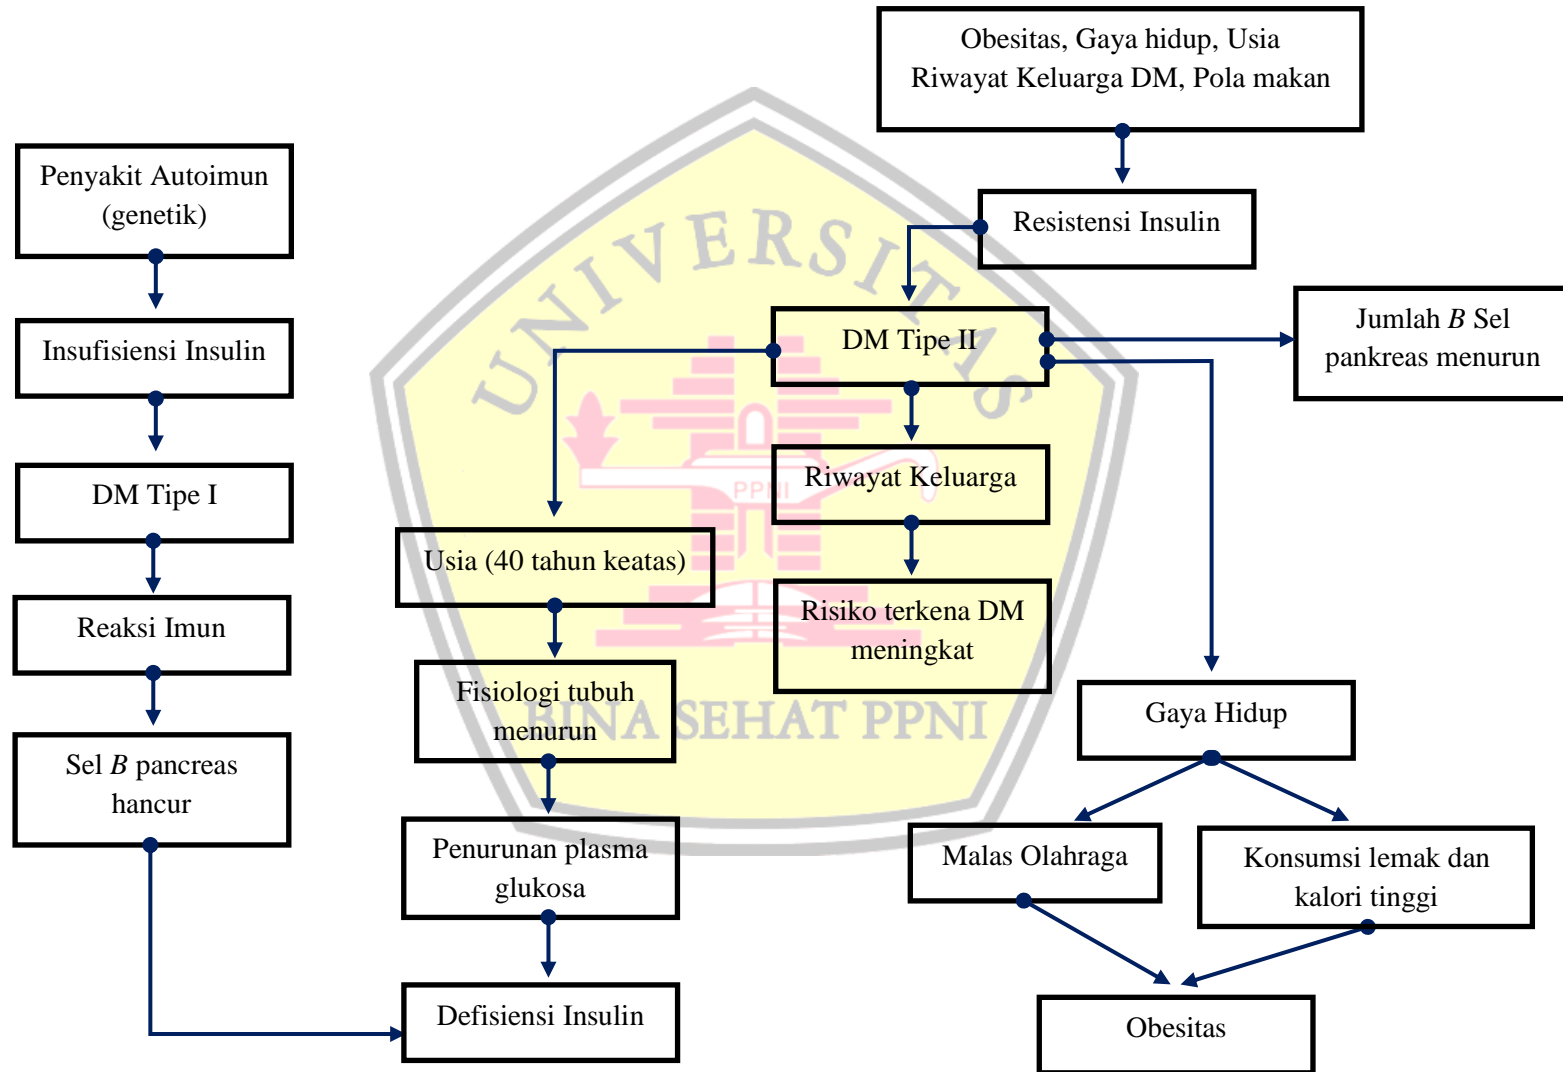 Obesitas, Gaya hidup, Usia
Riwayat Keluarga DM, Pola makan
Penyakit Autoimun
(genetik)
Resistensi Insulin
Insufisiensi Insulin
DM Tipe II
Jumlah B Sel
pankreas menurun
DM Tipe I
Riwayat Keluarga
Usia (40 tahun keatas)
Reaksi Imun
Risiko terkena DM
meningkat
Fisiologi tubuh
menurun
Gaya Hidup
Sel B pancreas
hancur
Penurunan plasma
glukosa
Malas Olahraga
Konsumsi lemak dan
kalori tinggi
Defisiensi Insulin
Obesitas
UNIVERSITAS
PPNI
BINA SEHAT PPNI